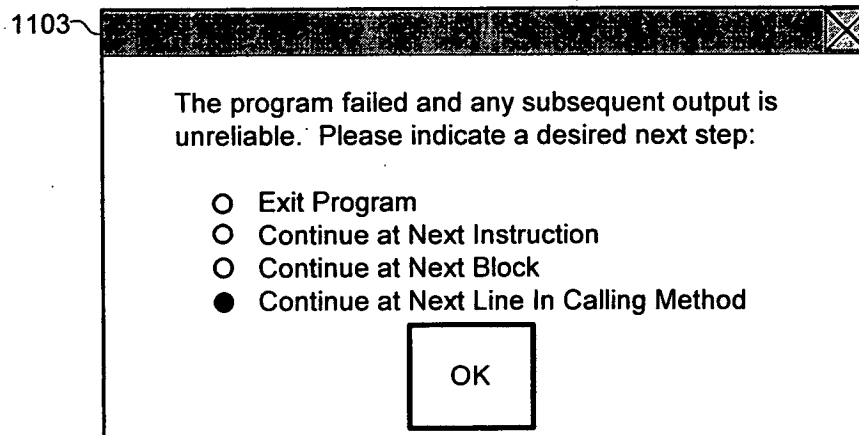 1103
The program failed and any subsequent output is
unreliable. Please indicate a desired next step:
Exit Program
Continue at Next Instruction
Continue at Next Block
Continue at Next Line In Calling Method
OK